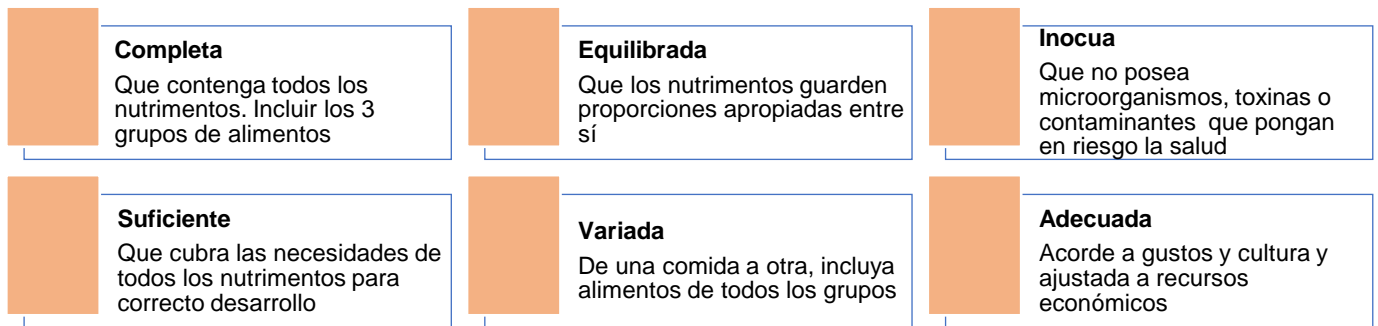 Completa
Que contenga todos los
nutrimentos. Incluir los 3
grupos de alimentos
Equilibrada
Que los nutrimentos guarden
proporciones apropiadas entre
sí
Inocua
Que no posea
microorganismos, toxinas o
contaminantes  que pongan
en riesgo la salud
Suficiente
Que cubra las necesidades de
todos los nutrimentos para
correcto desarrollo
Variada
De una comida a otra, incluya
alimentos de todos los grupos
Adecuada
Acorde a gustos y cultura y
ajustada a recursos
económicos